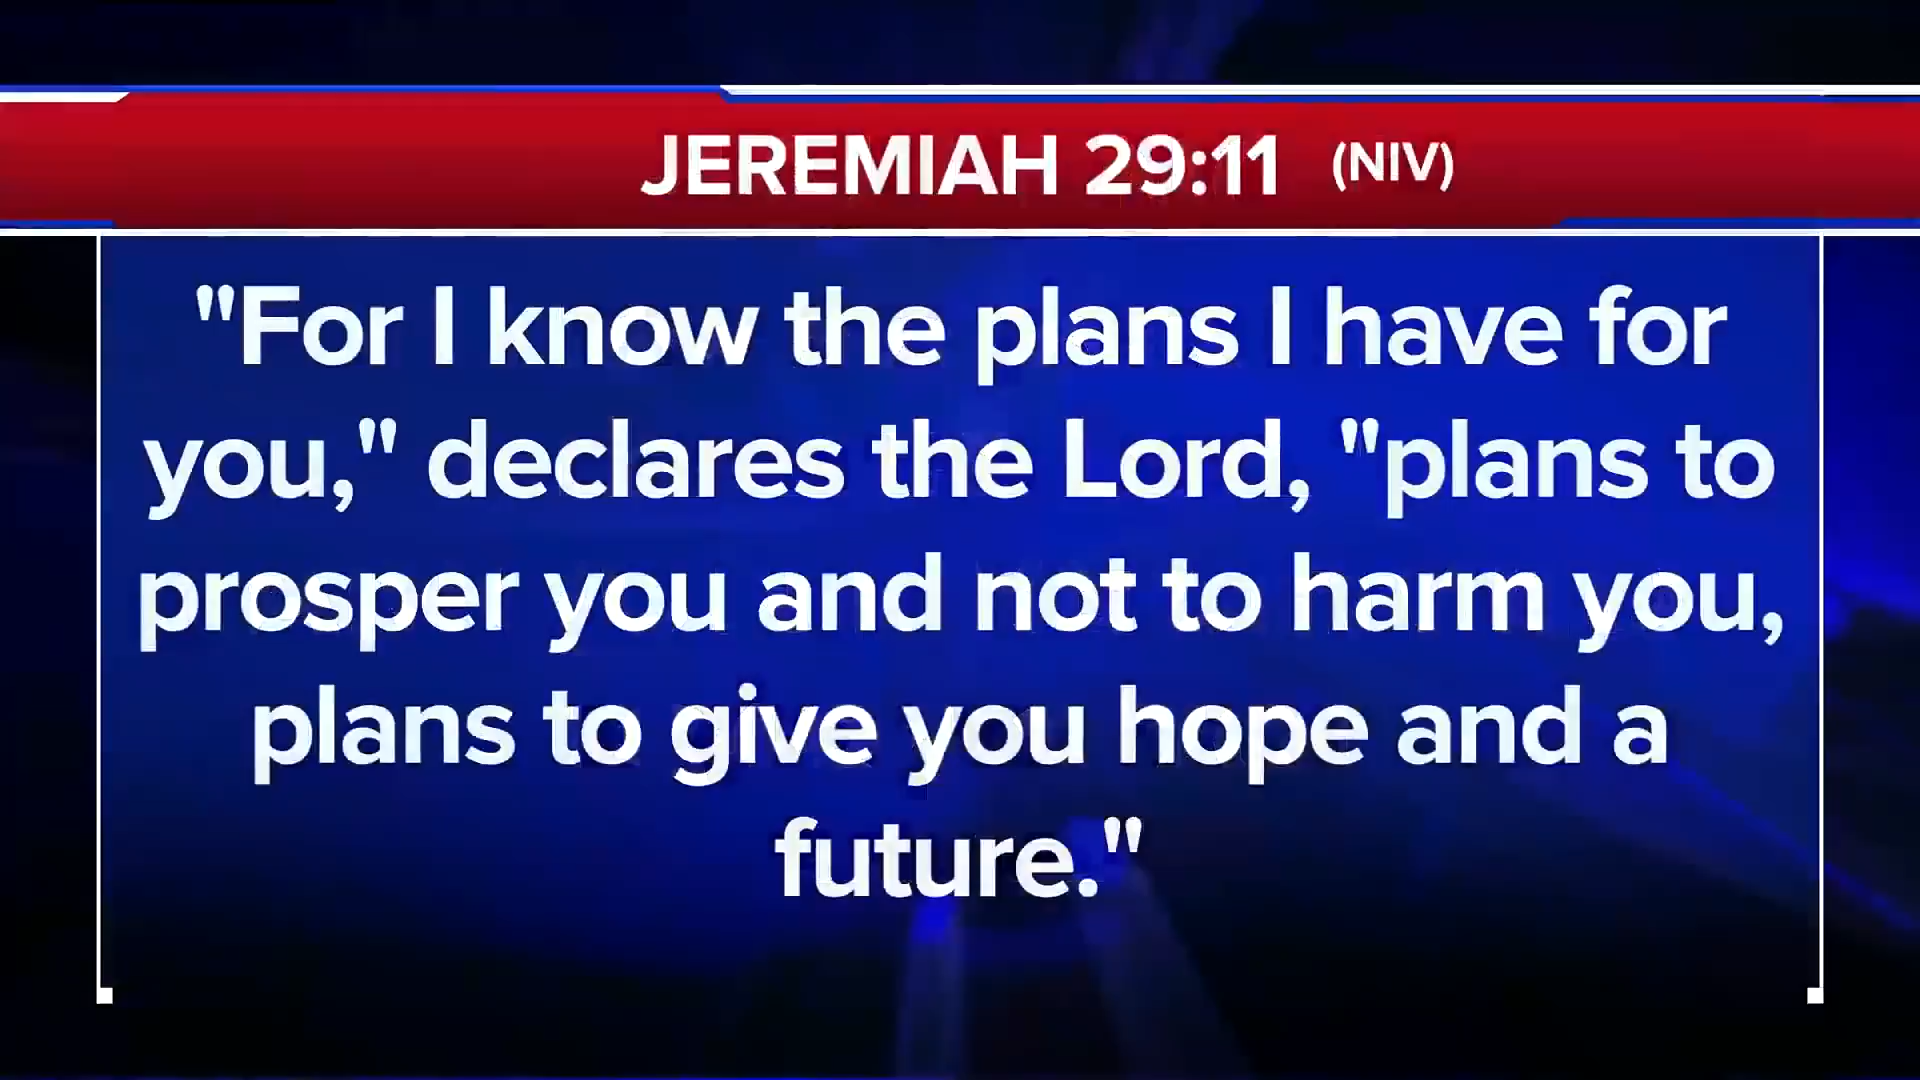 JEREMIAH 29:11 (NIV)
"For I know the plans I have for
you," declares the Lord, "plans to
prosper you and not to harm you,
plans to give you hope and a
future."